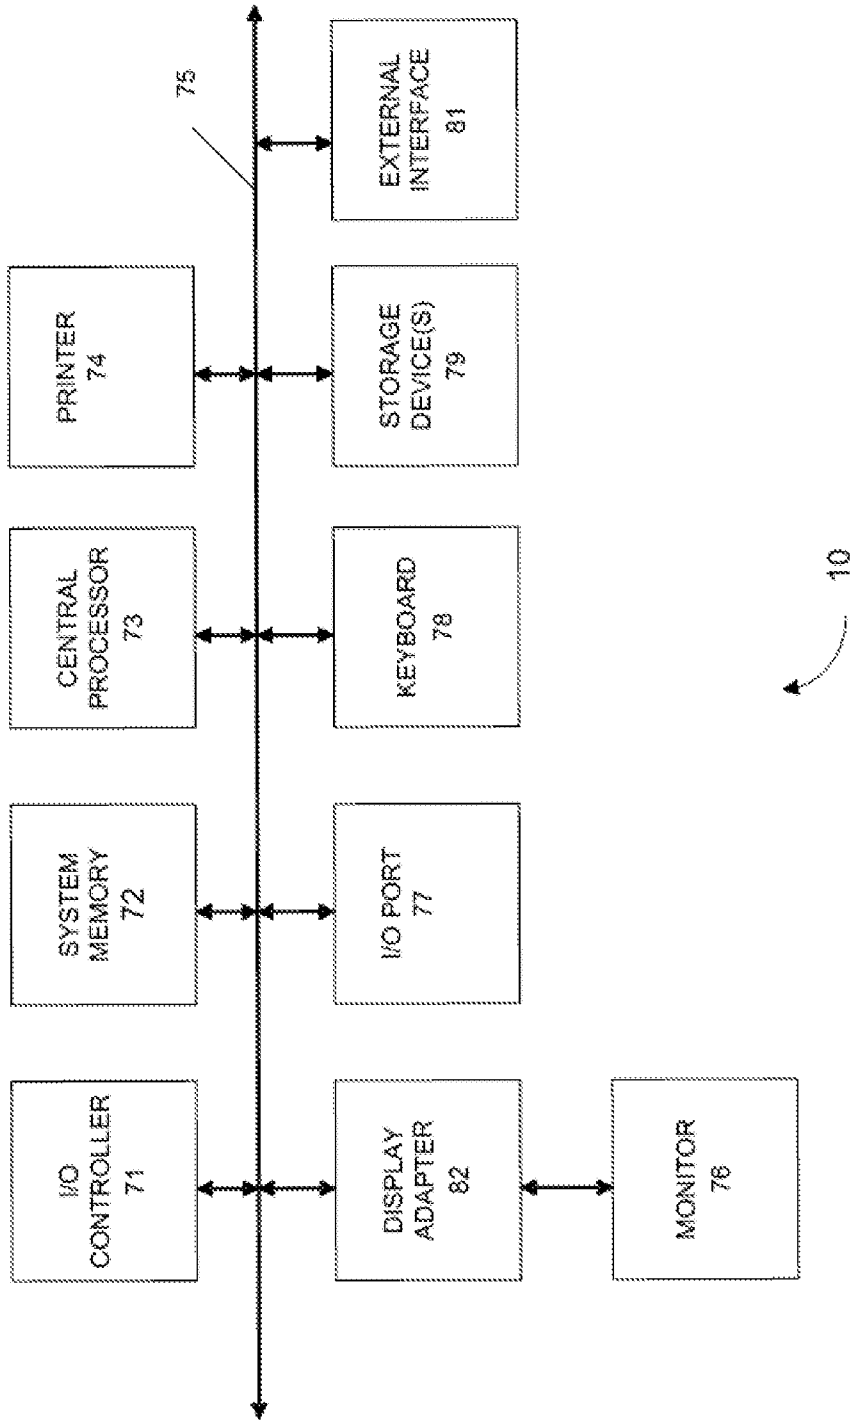 I/O
CONTROLLER
71
SYSTEM
MEMORY
72
CENTRAL
PROCESSOR
73
PRINTER
74
75
DISPLAY
ADAPTER
82
I/O PORT
77
KEYBOARD
78
STORAGE
DEVICE(S)
79
EXTERNAL
INTERFACE
81
MONITOR
76
10